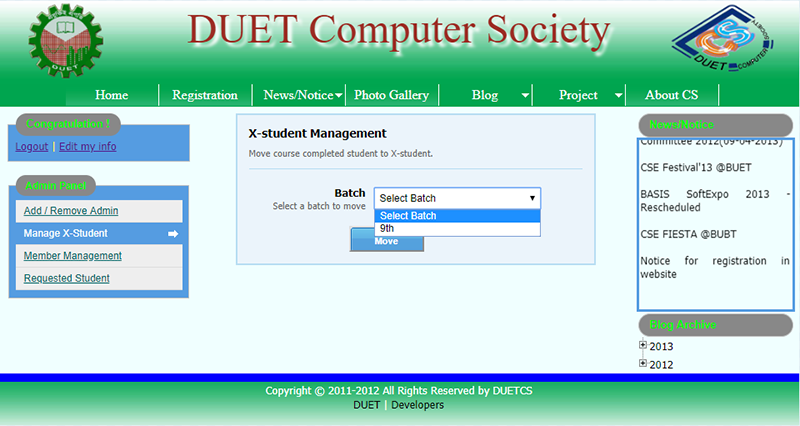 DUET Computer Society
DUET
DUET COMPUTER SOCIETY
Home
Registration
News/Notice
Photo Gallery
Blog
Project
About CS
Congratulation !
Logout | Edit my info
Admin Panel
Add / Remove Admin
Manage X-Student
Member Management
Requested Student
X-student Management
Move course completed student to X-student.
Batch
Select a batch to move
Select Batch
Select Batch
9th
Move
News/Notice
Committee 2012(09-04-2013)
CSE Festival'13 @BUET
BASIS SoftExpo 2013 -
Rescheduled
CSE FIESTA @BUBT
Notice for registration in
website
Blog Archive
2013
2012
Copyright © 2011-2012 All Rights Reserved by DUETCS
DUET | Developers